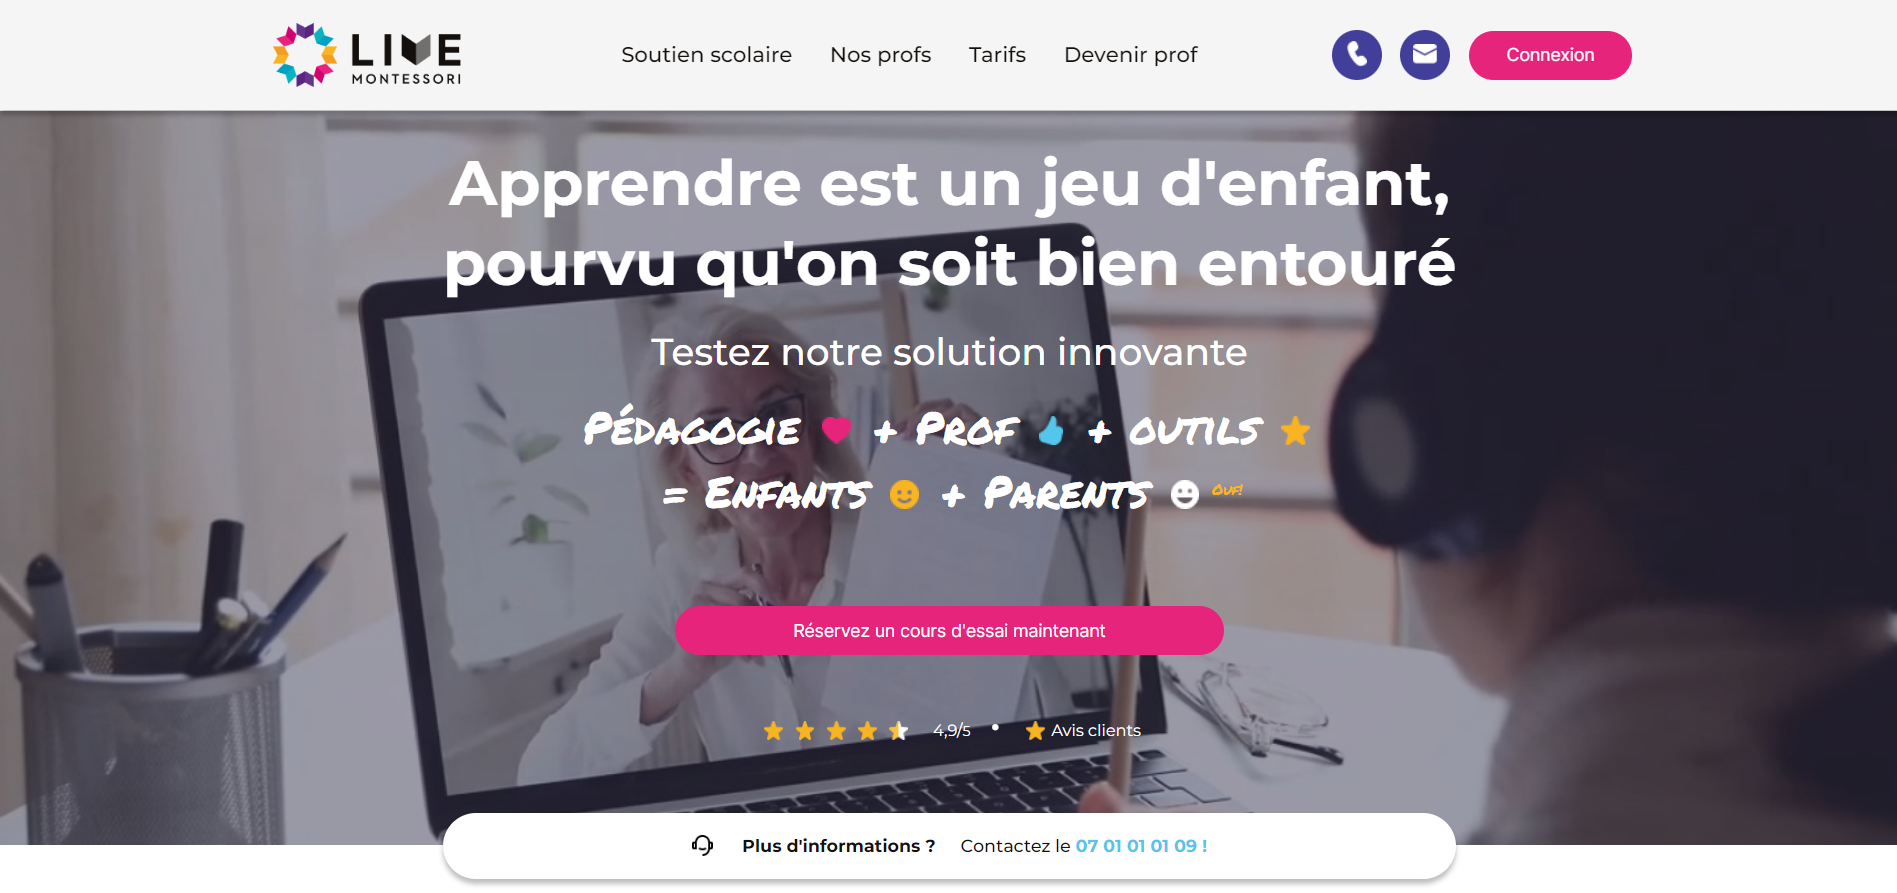 LIVE
MONTESSORI
Soutien scolaire
Nos profs
Tarifs
Devenir prof
Connexion
Apprendre est un jeu d'enfant,
pourvu qu'on soit bien entouré
Testez notre solution innovante
Pédagogie + Prof + outils
= Enfants + Parents Ouf!
Réservez un cours d'essai maintenant
4,9/5 • Avis clients
Plus d'informations ? Contactez le 07 01 01 01 09 !